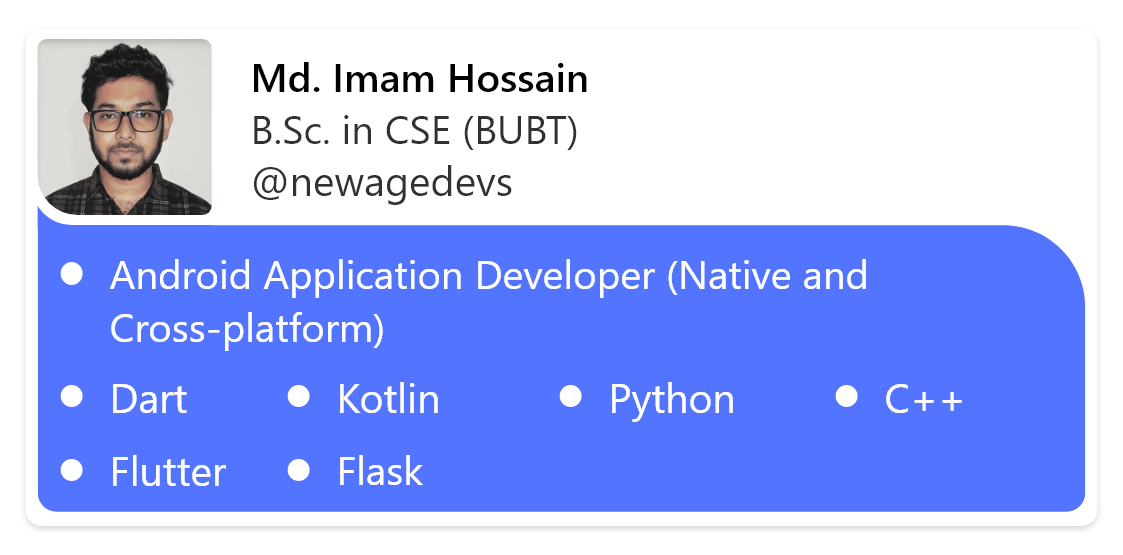 Md. Imam Hossain
B.Sc. in CSE (BUBT)
@newagedevs
Android Application Developer (Native and
Cross-platform)
Dart Kotlin Python C++
Flutter Flask